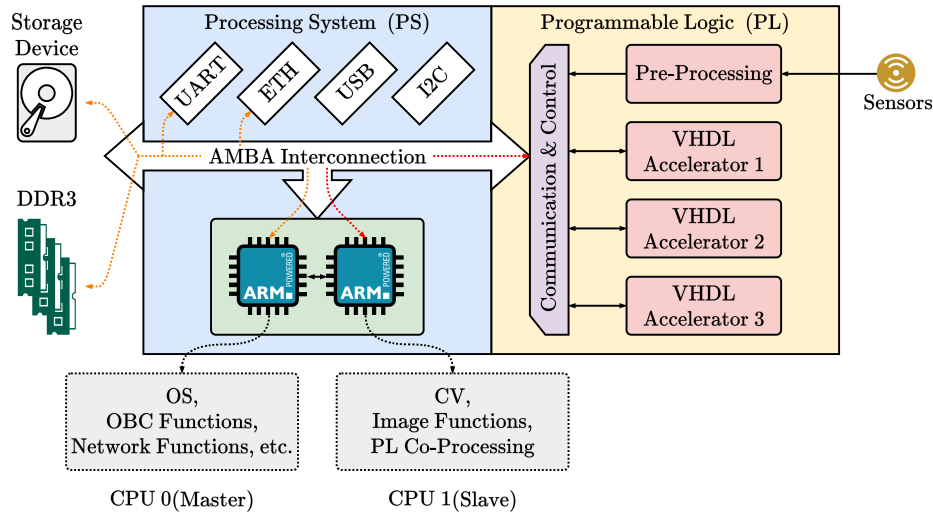 Storage
Device
Processing System (PS)
Programmable Logic (PL)
UART
ETH
USB
I2C
Communication & Control
Pre-Processing
Sensors
AMBA Interconnection
VHDL
Accelerator 1
DDR3
VHDL
Accelerator 2
POWERED
ARM
®
POWERED
ARM
®
VHDL
Accelerator 3
OS,
OBC Functions,
Network Functions, etc.
CV,
Image Functions,
PL Co-Processing
CPU 0(Master)
CPU 1(Slave)